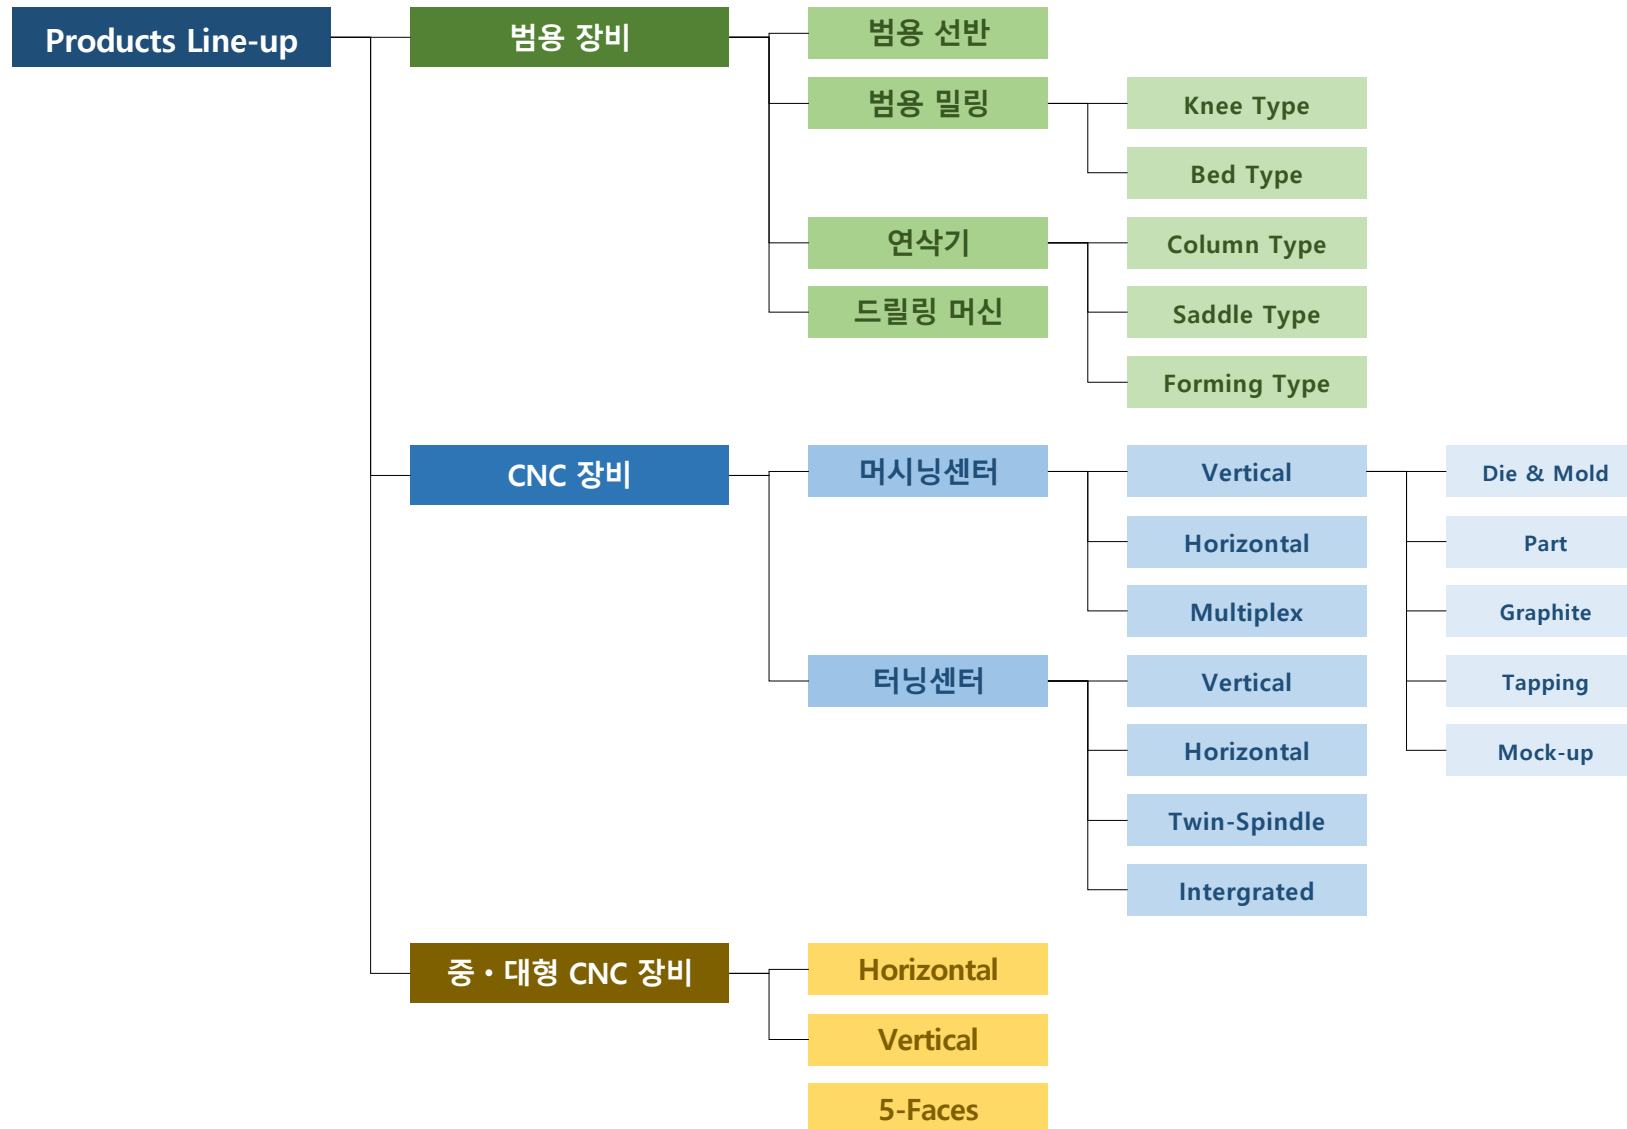 Products Line-up
범용 장비
범용 선반
범용 밀링
Knee Type
Bed Type
연삭기
Column Type
드릴링 머신
Saddle Type
Forming Type
CNC 장비
머시닝센터
Vertical
Die & Mold
Horizontal
Part
Multiplex
Graphite
터닝센터
Vertical
Tapping
Horizontal
Mock-up
Twin-Spindle
Intergrated
중 · 대형 CNC 장비
Horizontal
Vertical
5-Faces